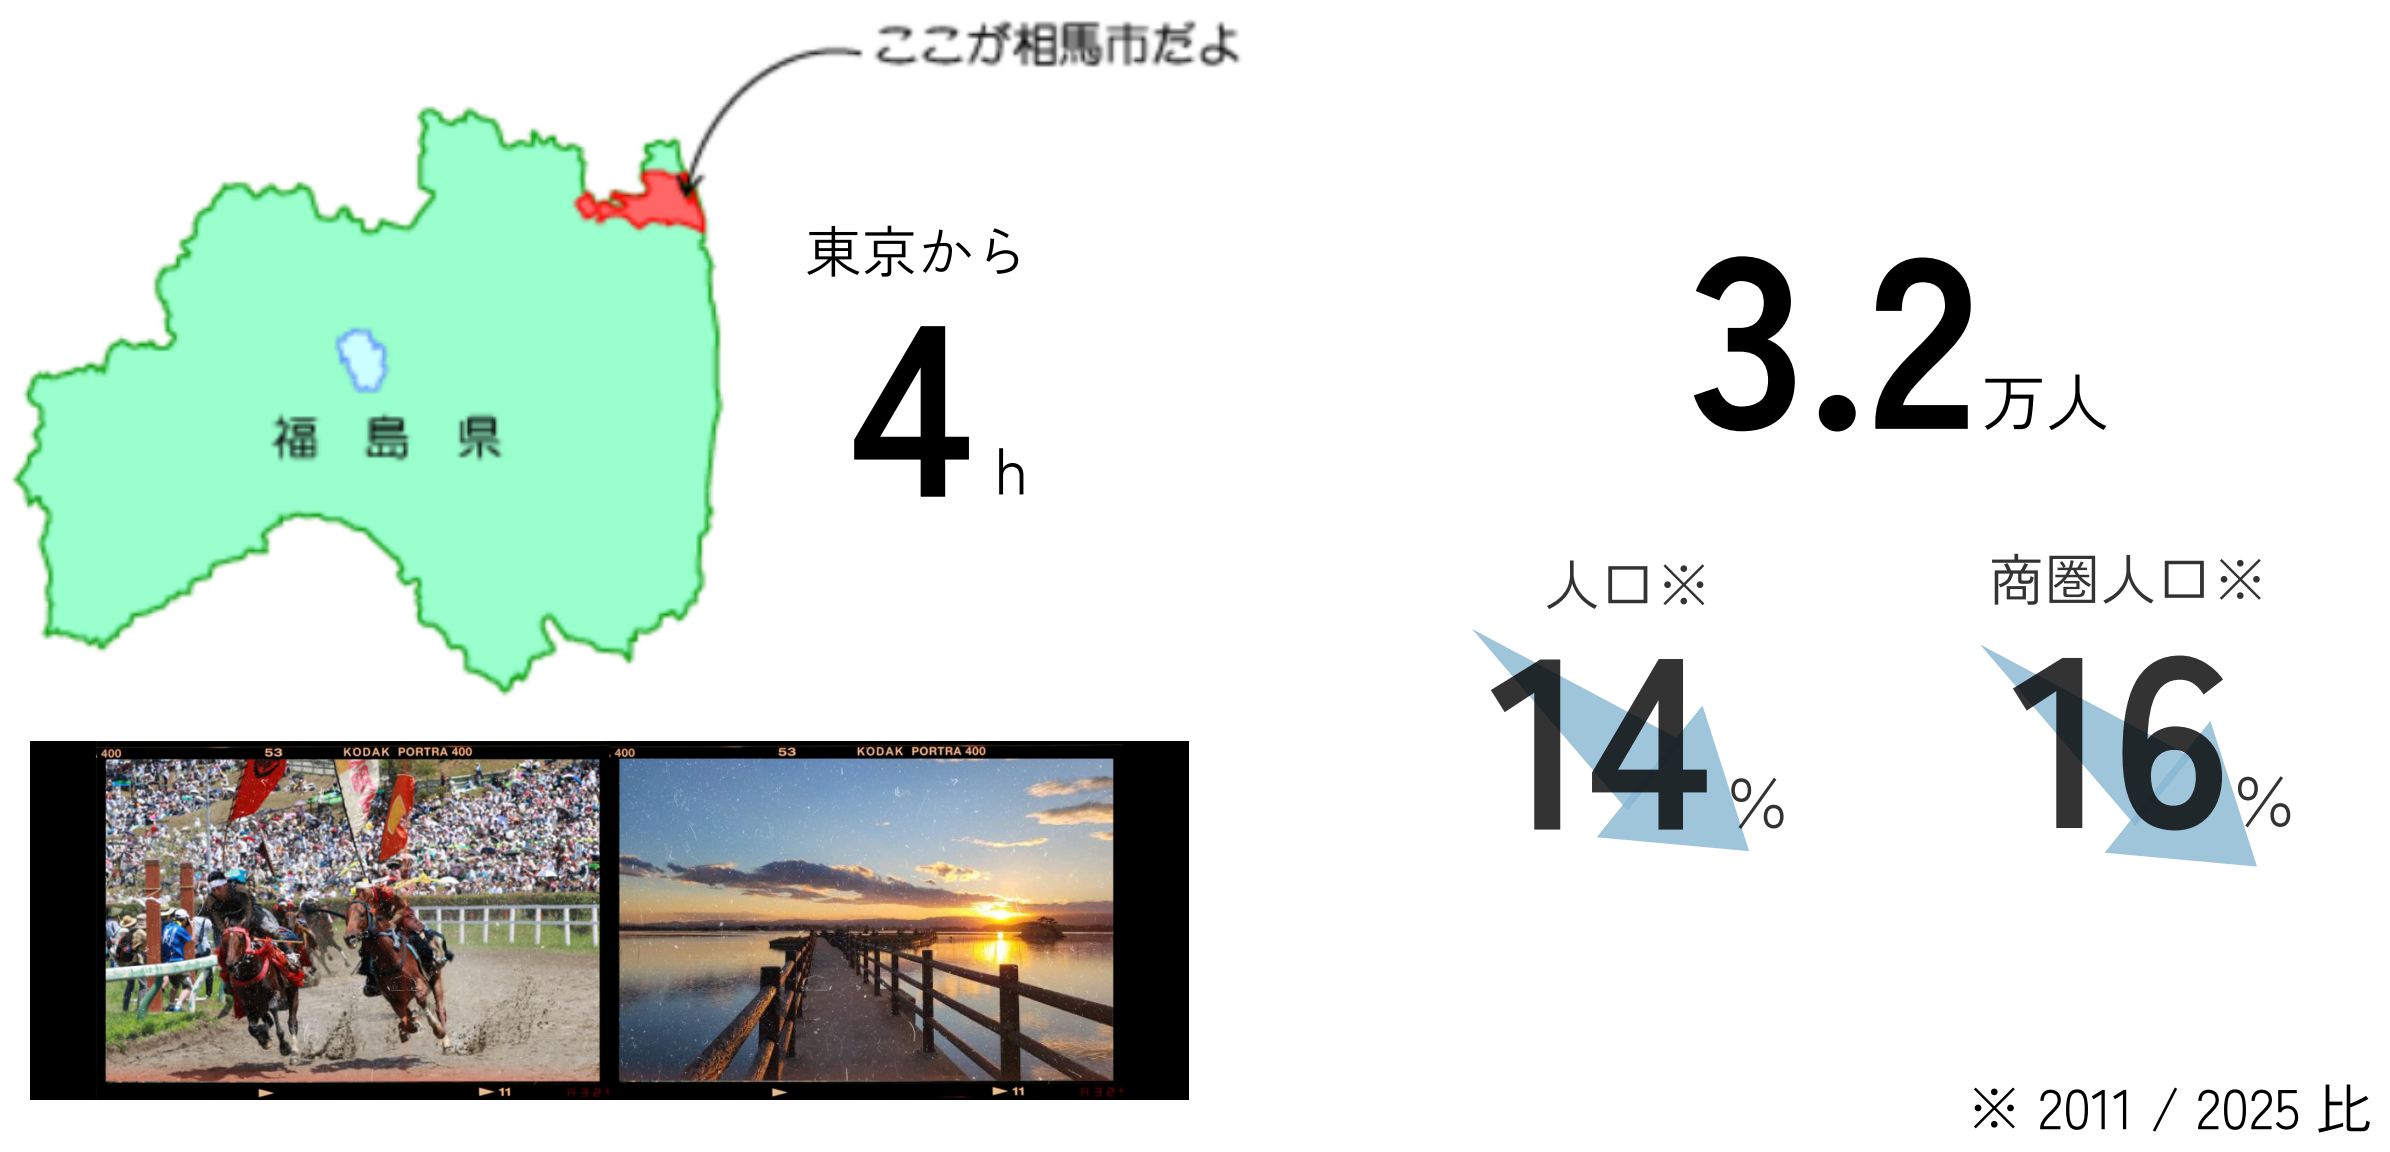 ここが相馬市だよ
福島県
東京から
4h
3.2万人
人口※
14%
商圏人口※
16%
400 53 KODAK PORTRA 400
400 53 KODAK PORTRA 400
11
11
※ 2011 / 2025 比